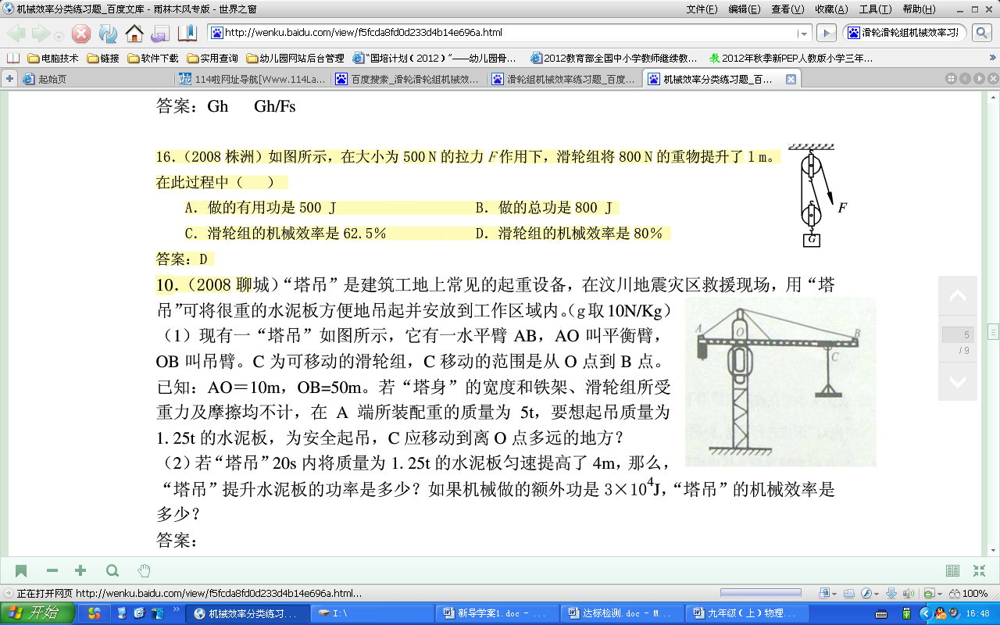 机械效率分类练习题_百度文库 - 雨林木风专版 - 世界之窗
文件(F) 编辑(E) 查看(V) 收藏(A) 工具(T) 帮助(H)
http://wenku.baidu.com/view/f5fcda8fd0d233d4b14e696a.html
滑轮滑轮组机械效率习
电脑技术 链接 软件下载 实用查询 幼儿园网站后台管理 “国培计划（2012）”——幼儿园骨... 2012教育部全国中小学教师继续教... 2012年秋季新PEP人教版小学三年...
起始页 114啦网址导航[Www.114La... 百度搜索_滑轮滑轮组机械效... 滑轮组机械效率练习题_百度... 机械效率分类练习题_百...
答案：Gh Gh/Fs
16.（2008 株洲）如图所示，在大小为 500 N 的拉力 F 作用下，滑轮组将 800 N 的重物提升了 l m。
在此过程中（ ）
A．做的有用功是 500 J B．做的总功是 800 J
C．滑轮组的机械效率是 62.5％ D．滑轮组的机械效率是 80％
答案：D
F
G
10.（2008 聊城）“塔吊”是建筑工地上常见的起重设备，在汶川地震灾区救援现场，用“塔
吊”可将很重的水泥板方便地吊起并安放到工作区域内。（g 取 10N/Kg）
（1）现有一“塔吊”如图所示，它有一水平臂 AB，AO 叫平衡臂，
OB 叫吊臂。C 为可移动的滑轮组，C 移动的范围是从 O 点到 B 点。
已知：AO＝10m，OB=50m。若“塔身”的宽度和铁架、滑轮组所受
重力及摩擦均不计，在 A 端所装配重的质量为 5t，要想起吊质量为
1. 25t 的水泥板，为安全起吊，C 应移动到离 O 点多远的地方？
（2）若“塔吊”20s 内将质量为 1. 25t 的水泥板匀速提高了 4m，那么，
“塔吊”提升水泥板的功率是多少？如果机械做的额外功是 3×10⁴J，“塔吊”的机械效率是
多少？
答案：
A O B
C
5
/ 9
正在打开网页 http://wenku.baidu.com/view/f5fcda8fd0d233d4b14e696a.html...
100%
开始 机械效率分类练习... I:\ 新导学案1.doc - ... 达标检测.doc - M... 九年级（上）物理... 16:48